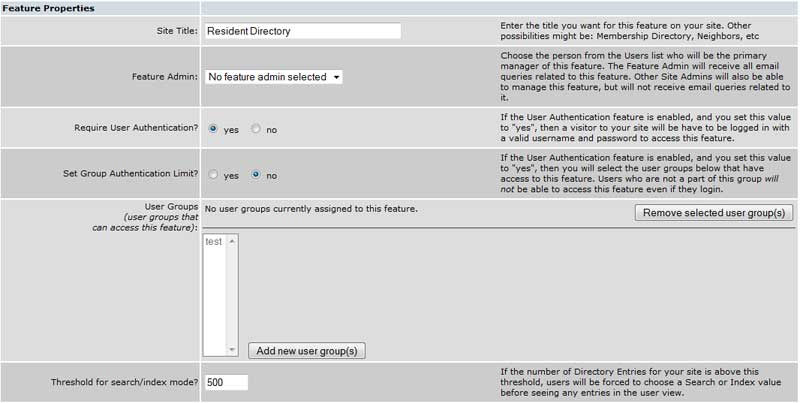 Feature Properties
Site Title:
Resident Directory
Enter the title you want for this feature on your site. Other
possibilities might be: Membership Directory, Neighbors, etc
Feature Admin:
No feature admin selected
Choose the person from the Users list who will be the primary
manager of this feature. The Feature Admin will receive all email
queries related to this feature. Other Site Admins will also be able
to manage this feature, but will not receive email queries related to
it.
Require User Authentication?
yes no
If the User Authentication feature is enabled, and you set this value
to "yes", then a visitor to your site will be have to be logged in with
a valid username and password to access this feature.
Set Group Authentication Limit?
yes no
If the User Authentication feature is enabled, and you set this value
to "yes", then you will select the user groups below that have
access to this feature. Users who are not a part of this group will
not be able to access this feature even if they login.
User Groups
(user groups that
can access this feature):
No user groups currently assigned to this feature.
Remove selected user group(s)
test
Add new user group(s)
Threshold for search/index mode?
500
If the number of Directory Entries for your site is above this
threshold, users will be forced to choose a Search or Index value
before seeing any entries in the user view.